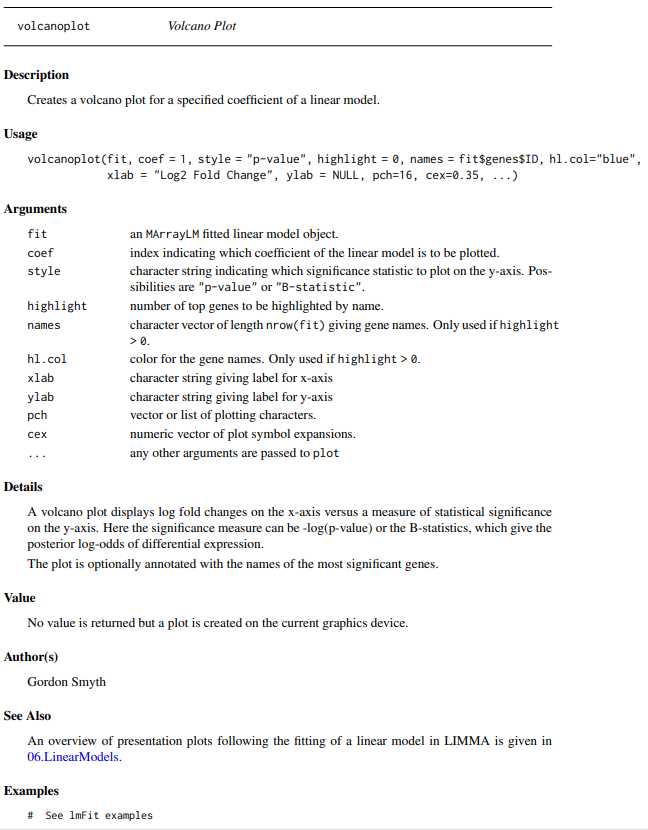 volcanoplot Volcano Plot
Description
Creates a volcano plot for a specified coefficient of a linear model.
Usage
volcanoplot(fit, coef = 1, style = "p-value", highlight = 0, names = fit$genes$ID, hl.col="blue",
xlab = "Log2 Fold Change", ylab = NULL, pch=16, cex=0.35, ...)
Arguments
fit an MArrayLM fitted linear model object.
coef index indicating which coefficient of the linear model is to be plotted.
style character string indicating which significance statistic to plot on the y-axis. Pos-
sibilities are "p-value" or "B-statistic".
highlight number of top genes to be highlighted by name.
names character vector of length nrow(fit) giving gene names. Only used if highlight
> 0.
hl.col color for the gene names. Only used if highlight > 0.
xlab character string giving label for x-axis
ylab character string giving label for y-axis
pch vector or list of plotting characters.
cex numeric vector of plot symbol expansions.
... any other arguments are passed to plot
Details
A volcano plot displays log fold changes on the x-axis versus a measure of statistical significance
on the y-axis. Here the significance measure can be -log(p-value) or the B-statistics, which give the
posterior log-odds of differential expression.
The plot is optionally annotated with the names of the most significant genes.
Value
No value is returned but a plot is created on the current graphics device.
Author(s)
Gordon Smyth
See Also
An overview of presentation plots following the fitting of a linear model in LIMMA is given in
06.LinearModels.
Examples
# See lmFit examples